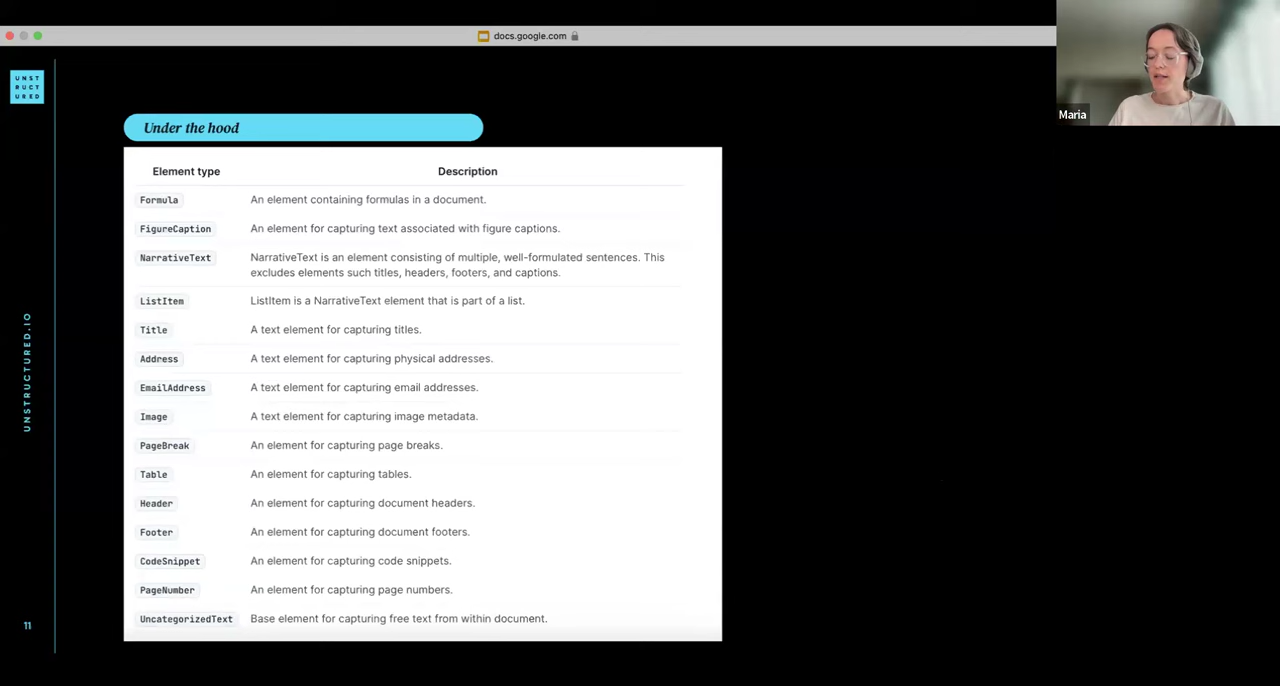 docs.google.com
UNST
RUCT
URED
Maria
Under the hood
Element type Description
Formula An element containing formulas in a document.
FigureCaption An element for capturing text associated with figure captions.
NarrativeText NarrativeText is an element consisting of multiple, well-formulated sentences. This
excludes elements such titles, headers, footers, and captions.
ListItem ListItem is a NarrativeText element that is part of a list.
Title A text element for capturing titles.
Address A text element for capturing physical addresses.
EmailAddress A text element for capturing email addresses.
Image A text element for capturing image metadata.
PageBreak An element for capturing page breaks.
Table An element for capturing tables.
Header An element for capturing document headers.
Footer An element for capturing document footers.
CodeSnippet An element for capturing code snippets.
PageNumber An element for capturing page numbers.
UncategorizedText Base element for capturing free text from within document.
UNSTRUCTURED.IO
11